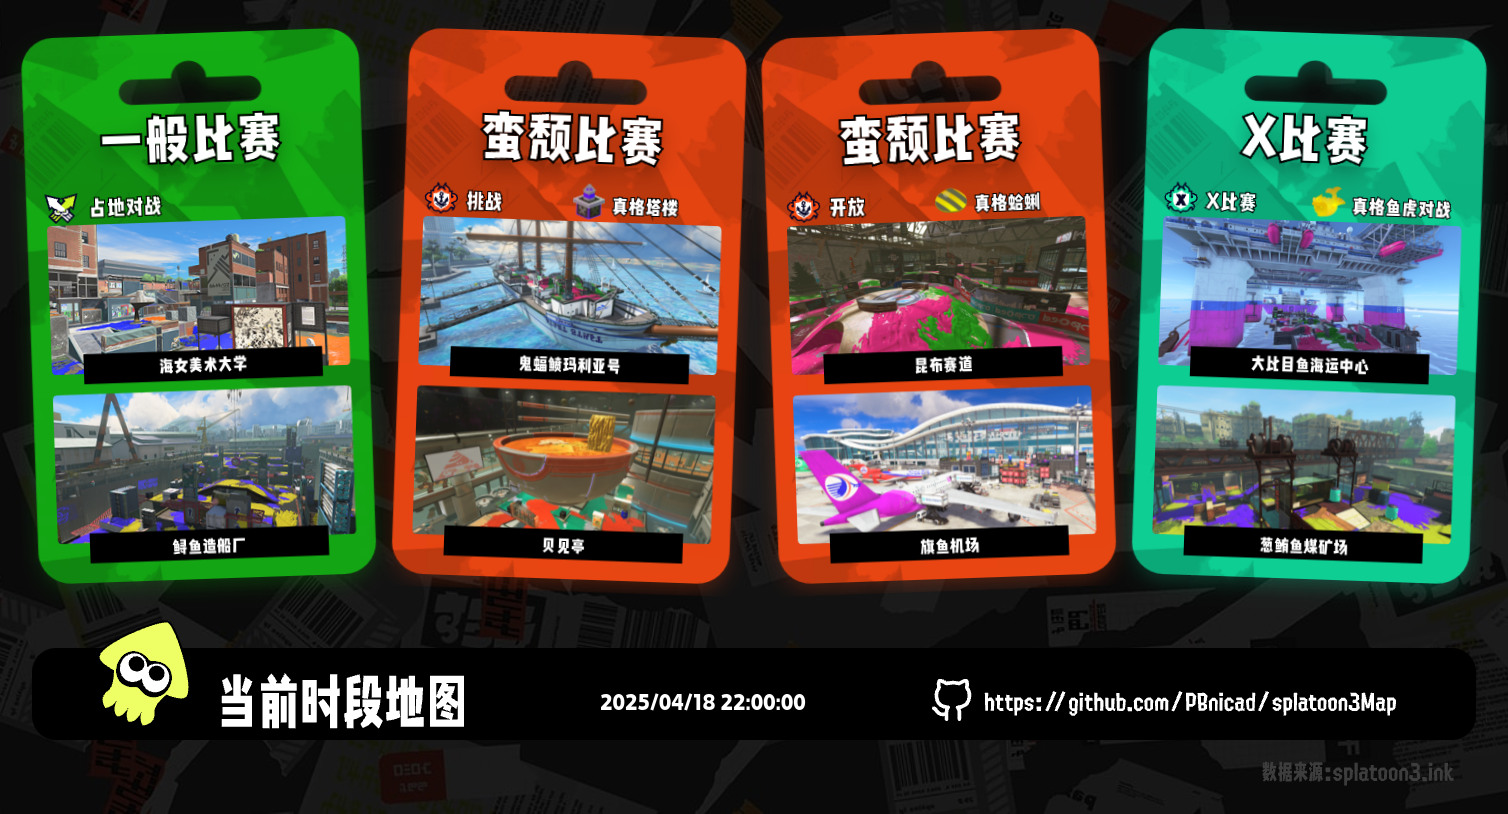 一般比赛
占地对战
海女美术大学
鲟鱼造船厂
蛮颓比赛
挑战
真格塔楼
鬼蝠鲼玛利亚号
贝见亭
蛮颓比赛
开放
真格蛤蜊
昆布赛道
旗鱼机场
X比赛
X比赛
真格鱼虎对战
大比目鱼海运中心
葱鲔鱼煤矿场
当前时段地图
2025/04/18 22:00:00
https://github.com/PBnicad/splatoon3Map
数据来源:splatoon3.ink